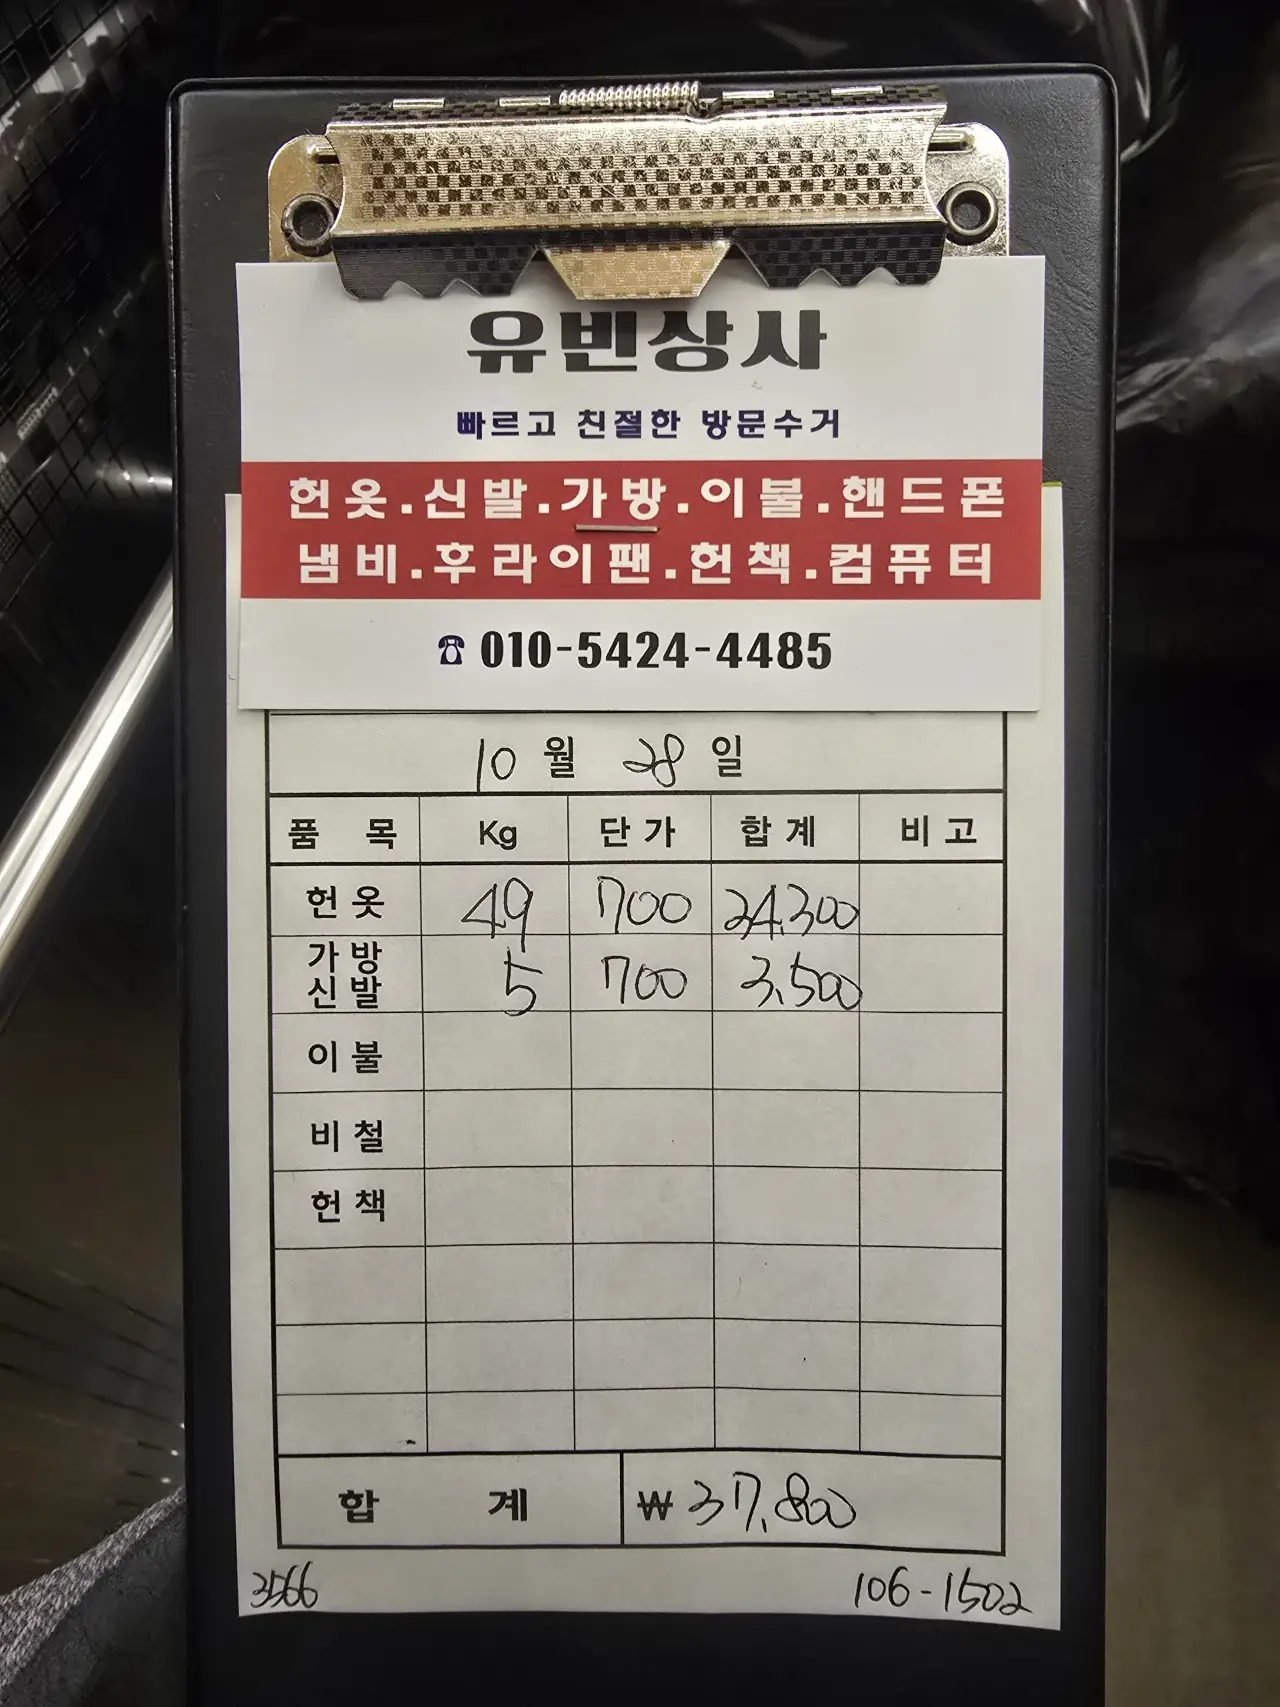 유빈상사
빠르고 친절한 방문수거
헌옷.신발.가방.이불.핸드폰
냄비.후라이팬.헌책.컴퓨터
☎ 010-5424-4485
10 월 28 일
품 목 Kg 단가 합계 비고
헌옷 49 700 34,300
가방
신발 5 700 3,500
이불
비철
헌책
합 계 ₩ 37,800
3566 106-1502